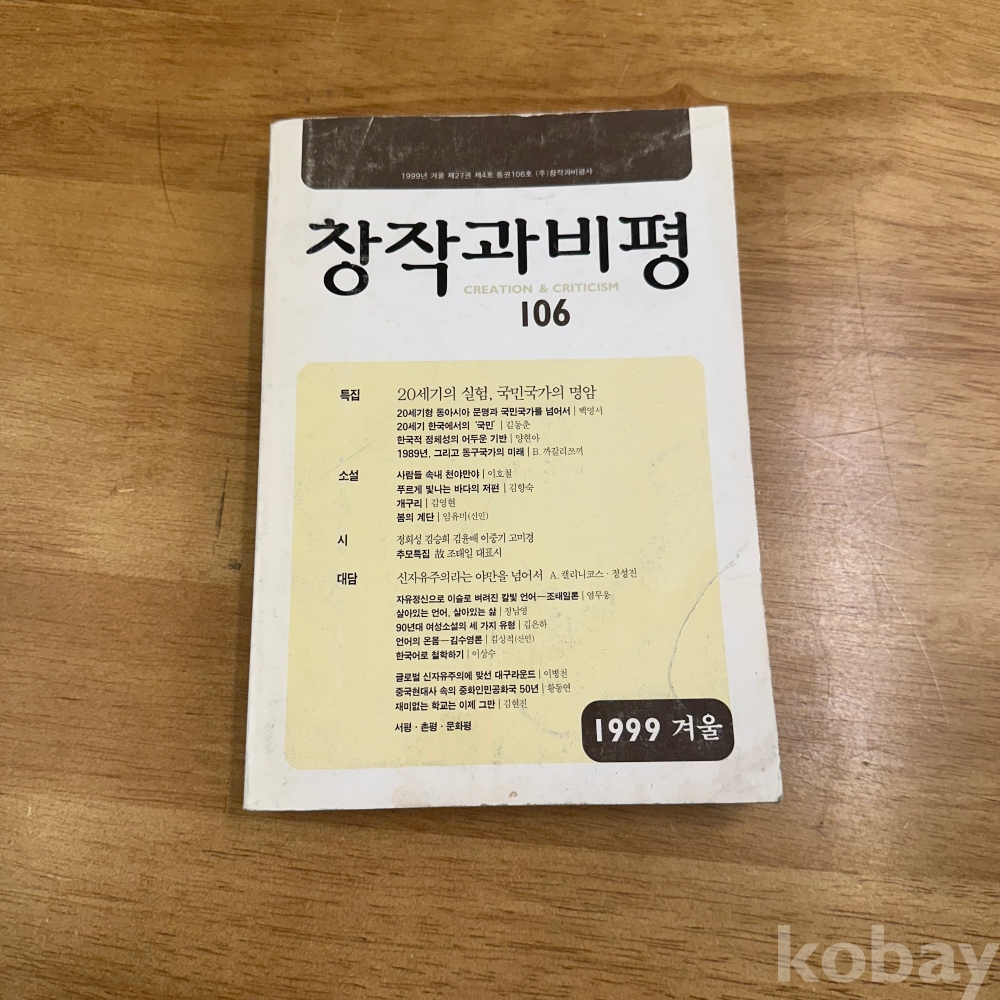 1999년 겨울 제27권 제4호 통권106호 (주)창작과비평사
창작과비평
CREATION & CRITICISM
106
특집 20세기의 실험, 국민국가의 명암
20세기형 동아시아 문명과 국민국가를 넘어서 | 백영서
20세기 한국에서의 '국민' | 김동춘
한국적 정체성의 어두운 기반 | 양현아
1989년, 그리고 동구국가의 미래 | B. 까갈리쯔끼
소설 사람들 속내 천야만야 | 이호철
푸르게 빛나는 바다의 저편 | 김향숙
개구리 | 김영현
봄의 계단 | 임유미(신인)
시 정희성 김승희 김윤배 이중기 고미경
추모특집 故 조태일 대표시
대담 신자유주의라는 야만을 넘어서 A. 캘리니코스 · 장성진
자유정신으로 이슬로 벼려진 칼빛 언어—조태일론 | 염무웅
살아있는 언어, 살아있는 삶 | 정남영
90년대 여성소설의 세 가지 유형 | 김은하
언어의 온몸—김수영론 | 김상적(신인)
한국어로 철학하기 | 이상수
글로벌 신자유주의에 맞선 대구라운드 | 이병천
중국현대사 속의 중화인민공화국 50년 | 황동연
재미없는 학교는 이제 그만 | 김현진
서평 · 촌평 · 문화평
1999 겨울
kobay